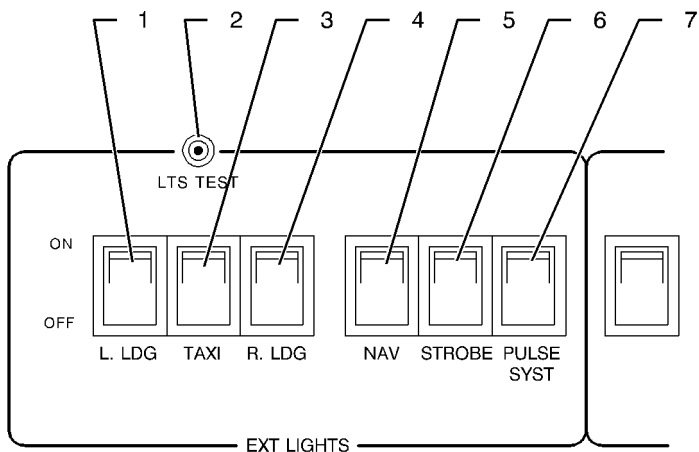 1 2 3 4 5 6 7
LTS TEST
ON
OFF
L. LDG TAXI R. LDG NAV STROBE PULSE
SYST
EXT LIGHTS